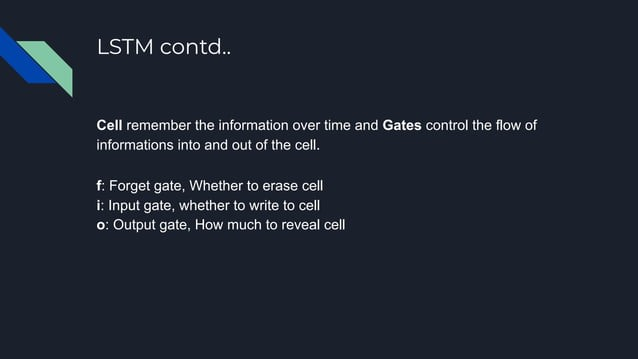 LSTM contd..
Cell remember the information over time and Gates control the flow of
informations into and out of the cell.
f: Forget gate, Whether to erase cell
i: Input gate, whether to write to cell
o: Output gate, How much to reveal cell